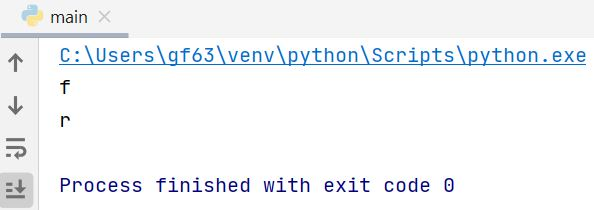 main
C:\Users\gf63\venv\python\Scripts\python.exe
f
r
Process finished with exit code 0